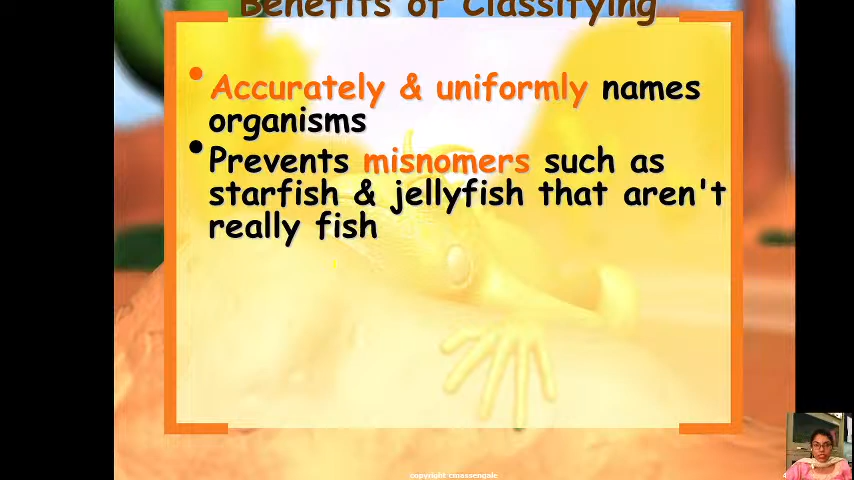 Benefits of Classifying
• Accurately & uniformly names
organisms
• Prevents misnomers such as
starfish & jellyfish that aren't
really fish
copyright cmassengale